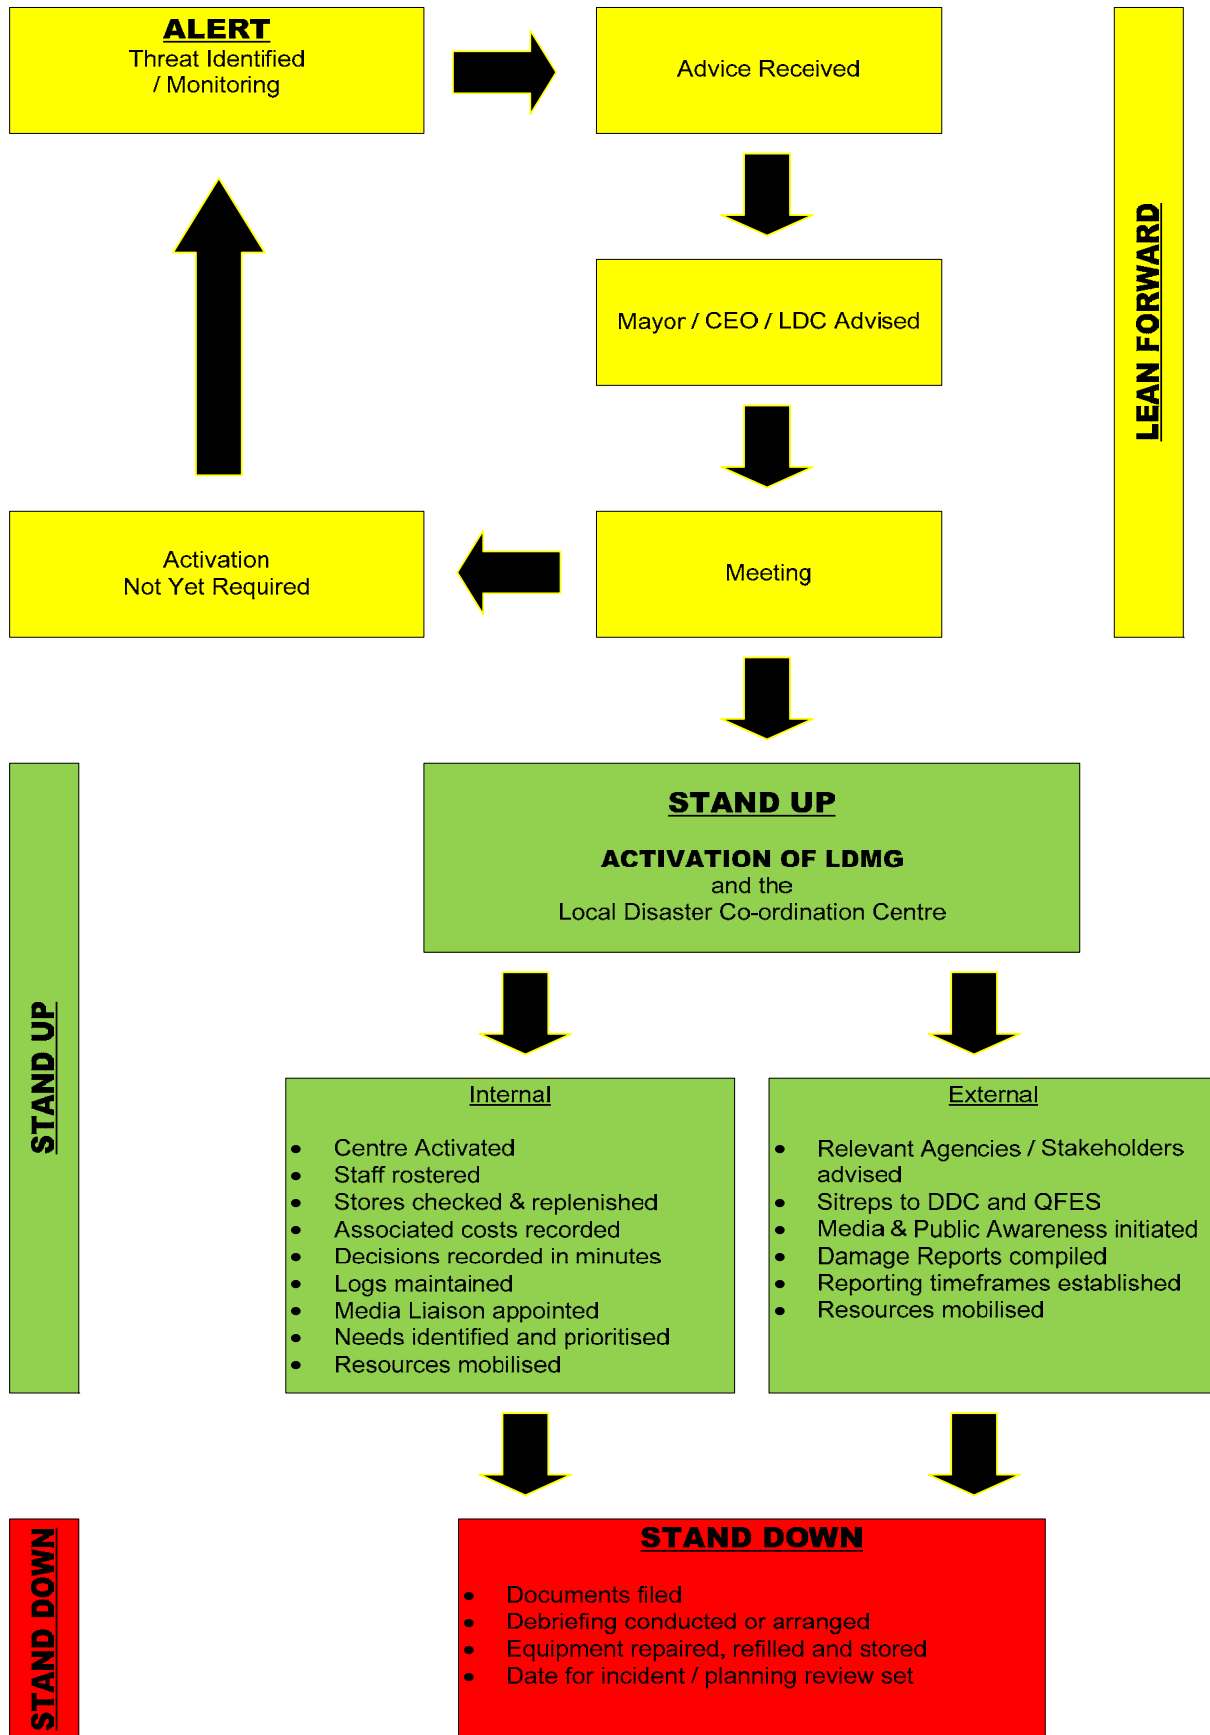 ALERT
Threat Identified
/ Monitoring
Advice Received
Mayor / CEO / LDC Advised
LEAN FORWARD
Activation
Not Yet Required
Meeting
STAND UP
STAND UP
ACTIVATION OF LDMG
and the
Local Disaster Co-ordination Centre
Internal
• Centre Activated
• Staff rostered
• Stores checked & replenished
• Associated costs recorded
• Decisions recorded in minutes
• Logs maintained
• Media Liaison appointed
• Needs identified and prioritised
• Resources mobilised
External
• Relevant Agencies / Stakeholders
advised
• Sitreps to DDC and QFES
• Media & Public Awareness initiated
• Damage Reports compiled
• Reporting timeframes established
• Resources mobilised
STAND DOWN
STAND DOWN
• Documents filed
• Debriefing conducted or arranged
• Equipment repaired, refilled and stored
• Date for incident / planning review set